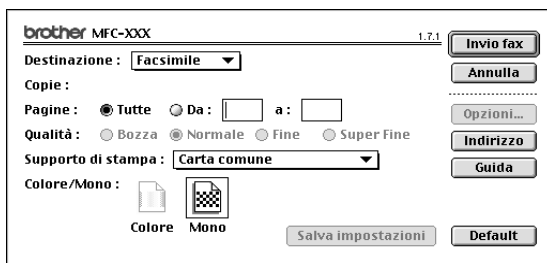 brother MFC-XXX 1.7.1 Invio fax
Destinazione : Facsimile Annulla
Copie :
Pagine : Tutte Da : a : Opzioni...
Qualità : Bozza Normale Fine Super Fine Indirizzo
Supporto di stampa : Carta comune Guida
Colore/Mono :
Colore Mono
Salva impostazioni Default